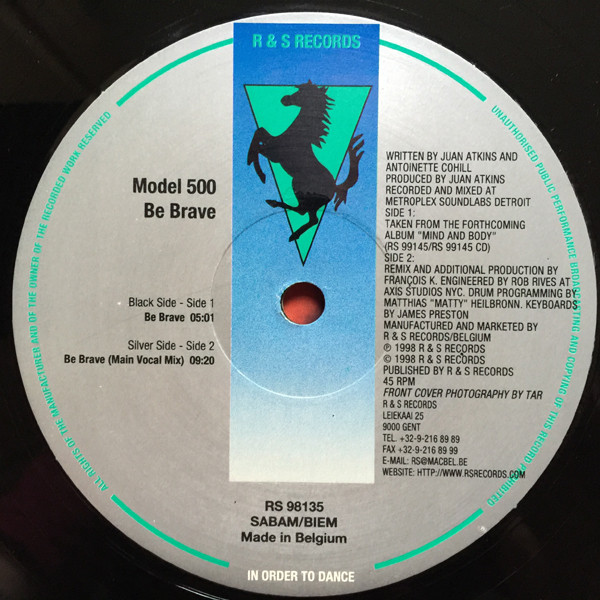 R & S RECORDS
ALL RIGHTS OF THE MANUFACTURER AND OF THE OWNER OF THE RECORDED WORK RESERVED
UNAUTHORISED PUBLIC PERFORMANCE BROADCASTING AND COPYING OF THIS RECORD PROHIBITED
Model 500
Be Brave
Black Side - Side 1
Be Brave 05:01
Silver Side - Side 2
Be Brave (Main Vocal Mix) 09:20
WRITTEN BY JUAN ATKINS AND
ANTOINETTE COHILL
PRODUCED BY JUAN ATKINS
RECORDED AND MIXED AT
METROPLEX SOUNDLABS DETROIT
SIDE 1:
TAKEN FROM THE FORTHCOMING
ALBUM "MIND AND BODY"
(RS 99145/RS 99145 CD)
SIDE 2:
REMIX AND ADDITIONAL PRODUCTION BY
FRANÇOIS K. ENGINEERED BY ROB RIVES AT
AXIS STUDIOS NYC. DRUM PROGRAMMING BY
MATTHIAS "MATTY" HEILBRONN. KEYBOARDS
BY JAMES PRESTON
MANUFACTURED AND MARKETED BY
R & S RECORDS/BELGIUM
℗ 1998 R & S RECORDS
© 1998 R & S RECORDS
PUBLISHED BY R & S RECORDS
45 RPM
FRONT COVER PHOTOGRAPHY BY TAR
R & S RECORDS
LEIEKAAI 25
9000 GENT
TEL. +32-9-216 89 89
FAX +32-9-216 89 99
E-MAIL: RS@MACBEL.BE
WEBSITE: HTTP://WWW.RSRECORDS.COM
RS 98135
SABAM/BIEM
Made in Belgium
IN ORDER TO DANCE